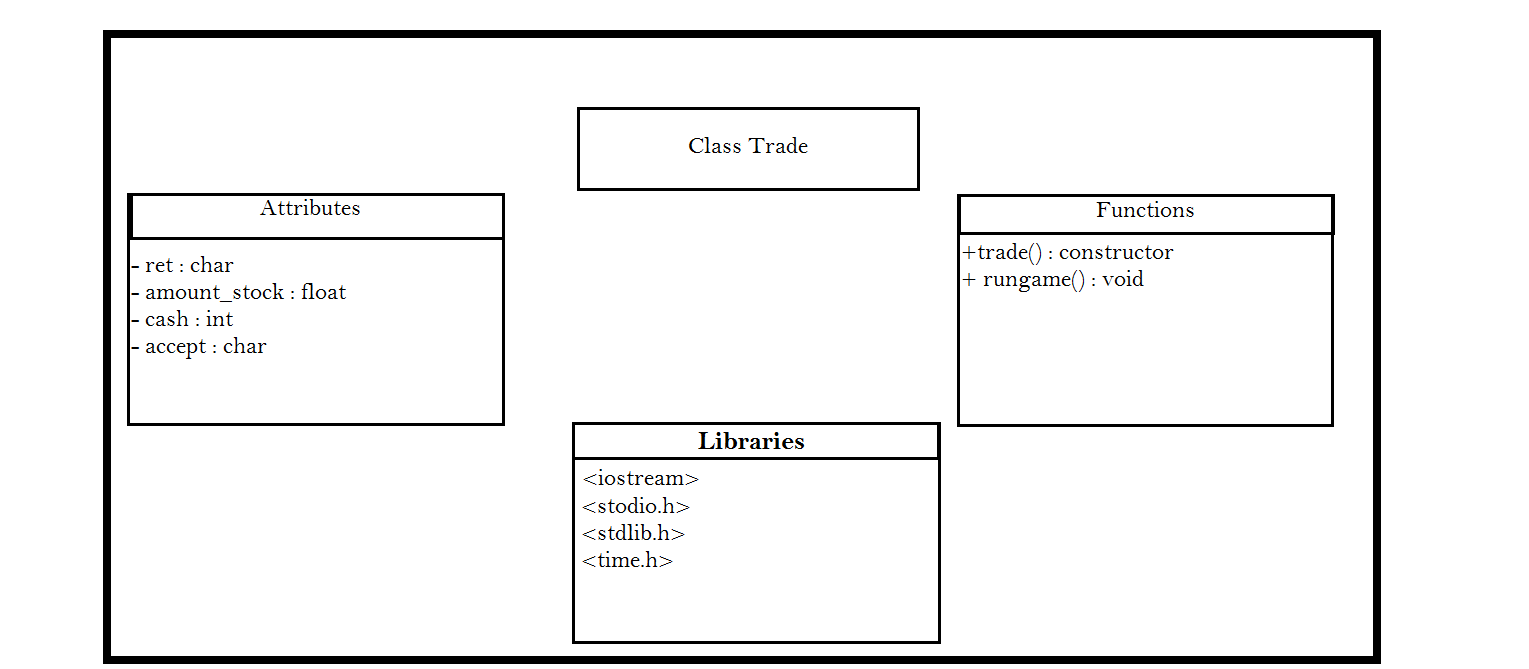 Class Trade
Attributes
- ret : char
- amount_stock : float
- cash : int
- accept : char
Functions
+trade() : constructor
+ rungame() : void
Libraries
<iostream>
<stodio.h>
<stdlib.h>
<time.h>